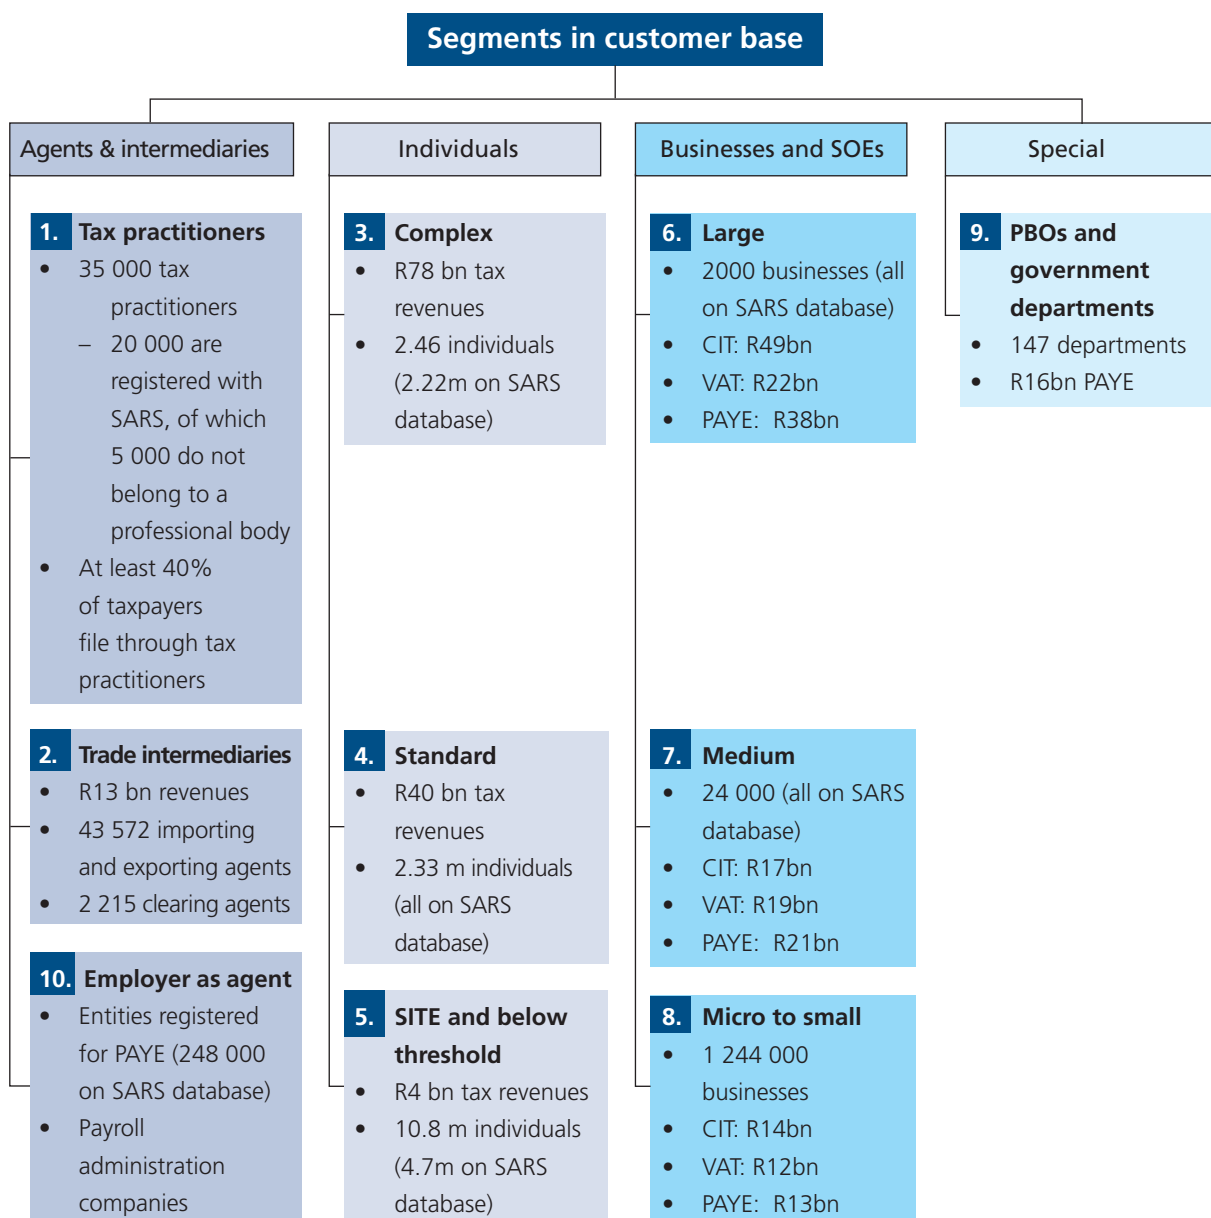 Segments in customer base
Agents & intermediaries
1. Tax practitioners
• 35 000 tax
practitioners
– 20 000 are
registered with
SARS, of which
5 000 do not
belong to a
professional body
• At least 40%
of taxpayers
file through tax
practitioners
2. Trade intermediaries
• R13 bn revenues
• 43 572 importing
and exporting agents
• 2 215 clearing agents
10. Employer as agent
• Entities registered
for PAYE (248 000
on SARS database)
• Payroll
administration
companies
Individuals
3. Complex
• R78 bn tax
revenues
• 2.46 individuals
(2.22m on SARS
database)
4. Standard
• R40 bn tax
revenues
• 2.33 m individuals
(all on SARS
database)
5. SITE and below
threshold
• R4 bn tax revenues
• 10.8 m individuals
(4.7m on SARS
database)
Businesses and SOEs
6. Large
• 2000 businesses (all
on SARS database)
• CIT: R49bn
• VAT: R22bn
• PAYE: R38bn
7. Medium
• 24 000 (all on SARS
database)
• CIT: R17bn
• VAT: R19bn
• PAYE: R21bn
8. Micro to small
• 1 244 000
businesses
• CIT: R14bn
• VAT: R12bn
• PAYE: R13bn
Special
9. PBOs and
government
departments
• 147 departments
• R16bn PAYE